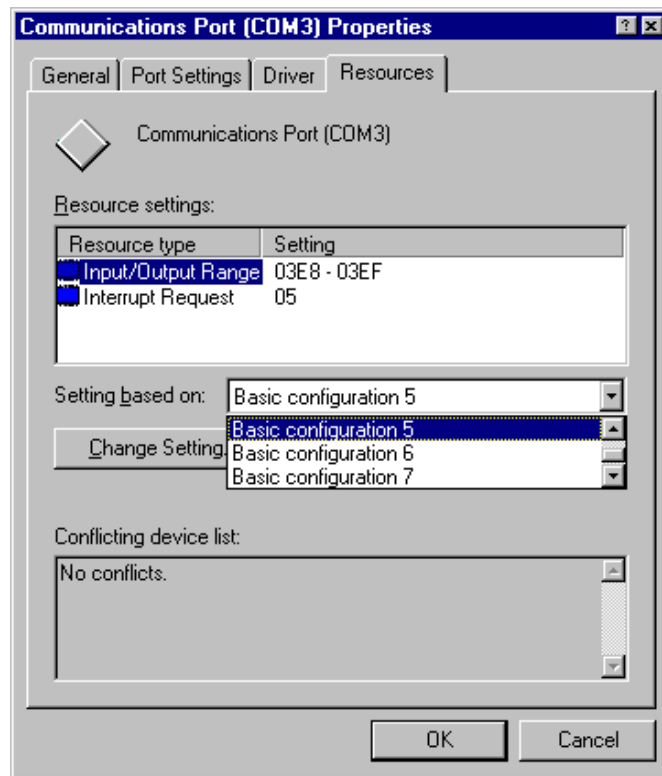 Communications Port (COM3) Properties
General Port Settings Driver Resources
Communications Port (COM3)
Resource settings:
Resource type Setting
Input/Output Range 03E8 - 03EF
Interrupt Request 05
Setting based on: Basic configuration 5
Basic configuration 5
Change Setting. Basic configuration 6
Basic configuration 7
Conflicting device list:
No conflicts.
OK Cancel